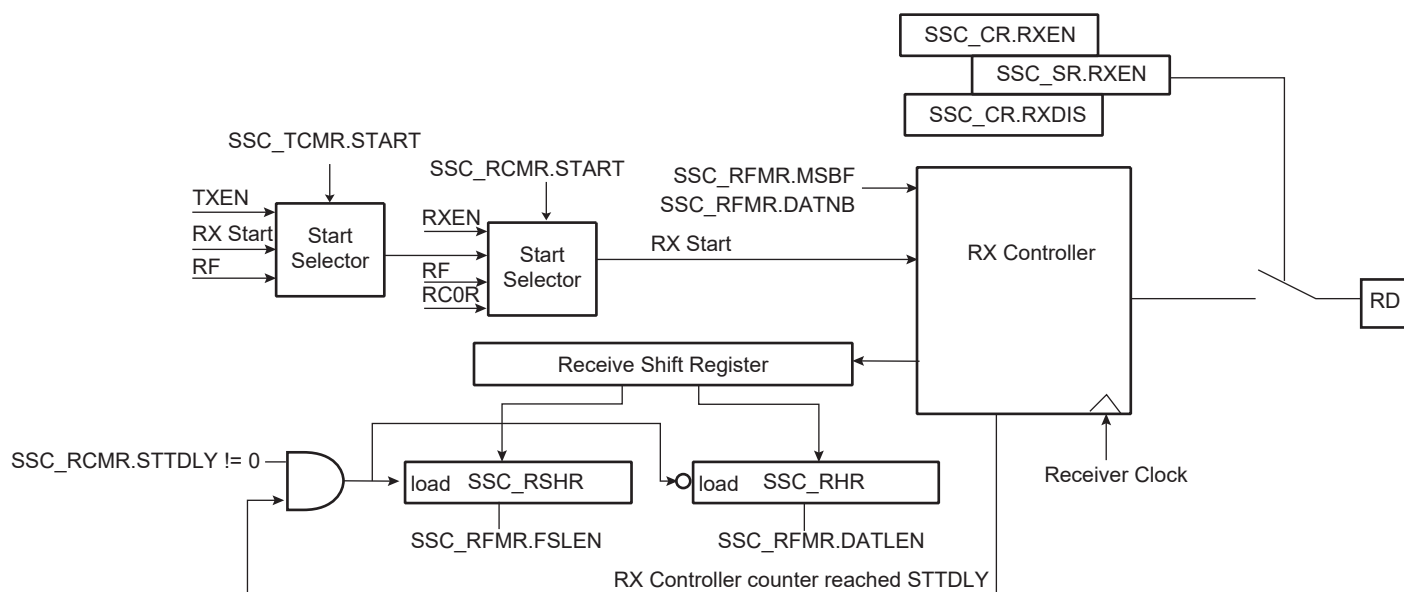 SSC_CR.RXEN
SSC_SR.RXEN
SSC_CR.RXDIS
SSC_TCMR.START
SSC_RCMR.START
SSC_RFMR.MSBF
SSC_RFMR.DATNB
TXEN
RX Start
RF
Start
Selector
RXEN
RF
RC0R
Start
Selector
RX Start
RX Controller
RD
Receive Shift Register
SSC_RCMR.STTDLY != 0
load SSC_RSHR
load SSC_RHR
Receiver Clock
SSC_RFMR.FSLEN
SSC_RFMR.DATLEN
RX Controller counter reached STTDLY